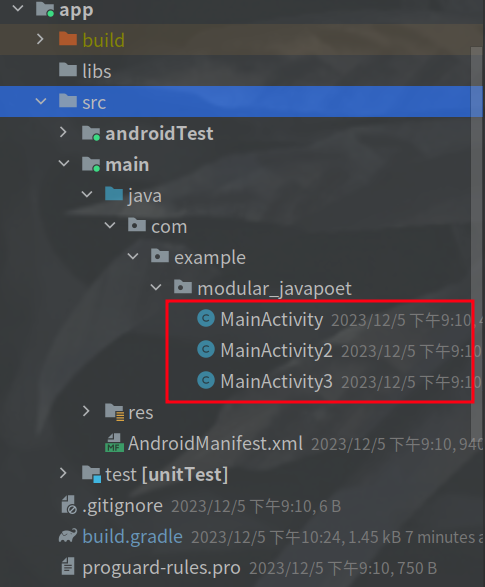 app
build
libs
src
androidTest
main
java
com
example
modular_javapoet
MainActivity 2023/12/5 下午9:10, 4
MainActivity2 2023/12/5 下午9:10
MainActivity3 2023/12/5 下午9:10
res
AndroidManifest.xml 2023/12/5 下午9:10, 940
test [unitTest]
.gitignore 2023/12/5 下午9:10, 6 B
build.gradle 2023/12/5 下午10:24, 1.45 kB 7 minutes a
proguard-rules.pro 2023/12/5 下午9:10, 750 B